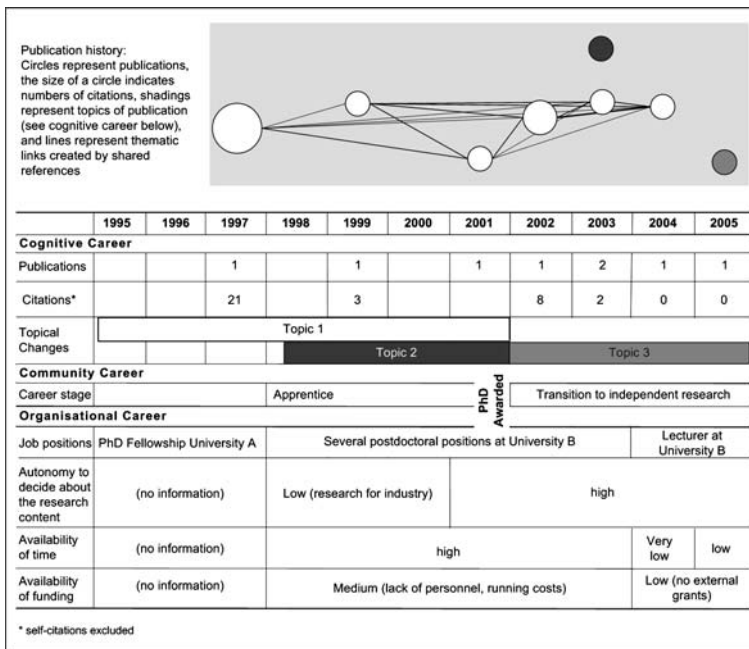 Publication history:
Circles represent publications,
the size of a circle indicates
numbers of citations, shadings
represent topics of publication
(see cognitive career below),
and lines represent thematic
links created by shared
references
1995 1996 1997 1998 1999 2000 2001 2002 2003 2004 2005
Cognitive Career
Publications 1 1 1 1 2 1 1
Citations* 21 3 8 2 0 0
Topical
Changes
Topic 1
Topic 2 Topic 3
Community Career
Career stage Apprentice Transition to independent research
PhD
Awarded
Organisational Career
Job positions PhD Fellowship University A Several postdoctoral positions at University B
Lecturer at
University B
Autonomy to
decide about
the research
content
(no information) Low (research for industry) high
Availability
of time
(no information) high
Very
low
low
Availability
of funding
(no information) Medium (lack of personnel, running costs)
Low (no external
grants)
* self-citations excluded